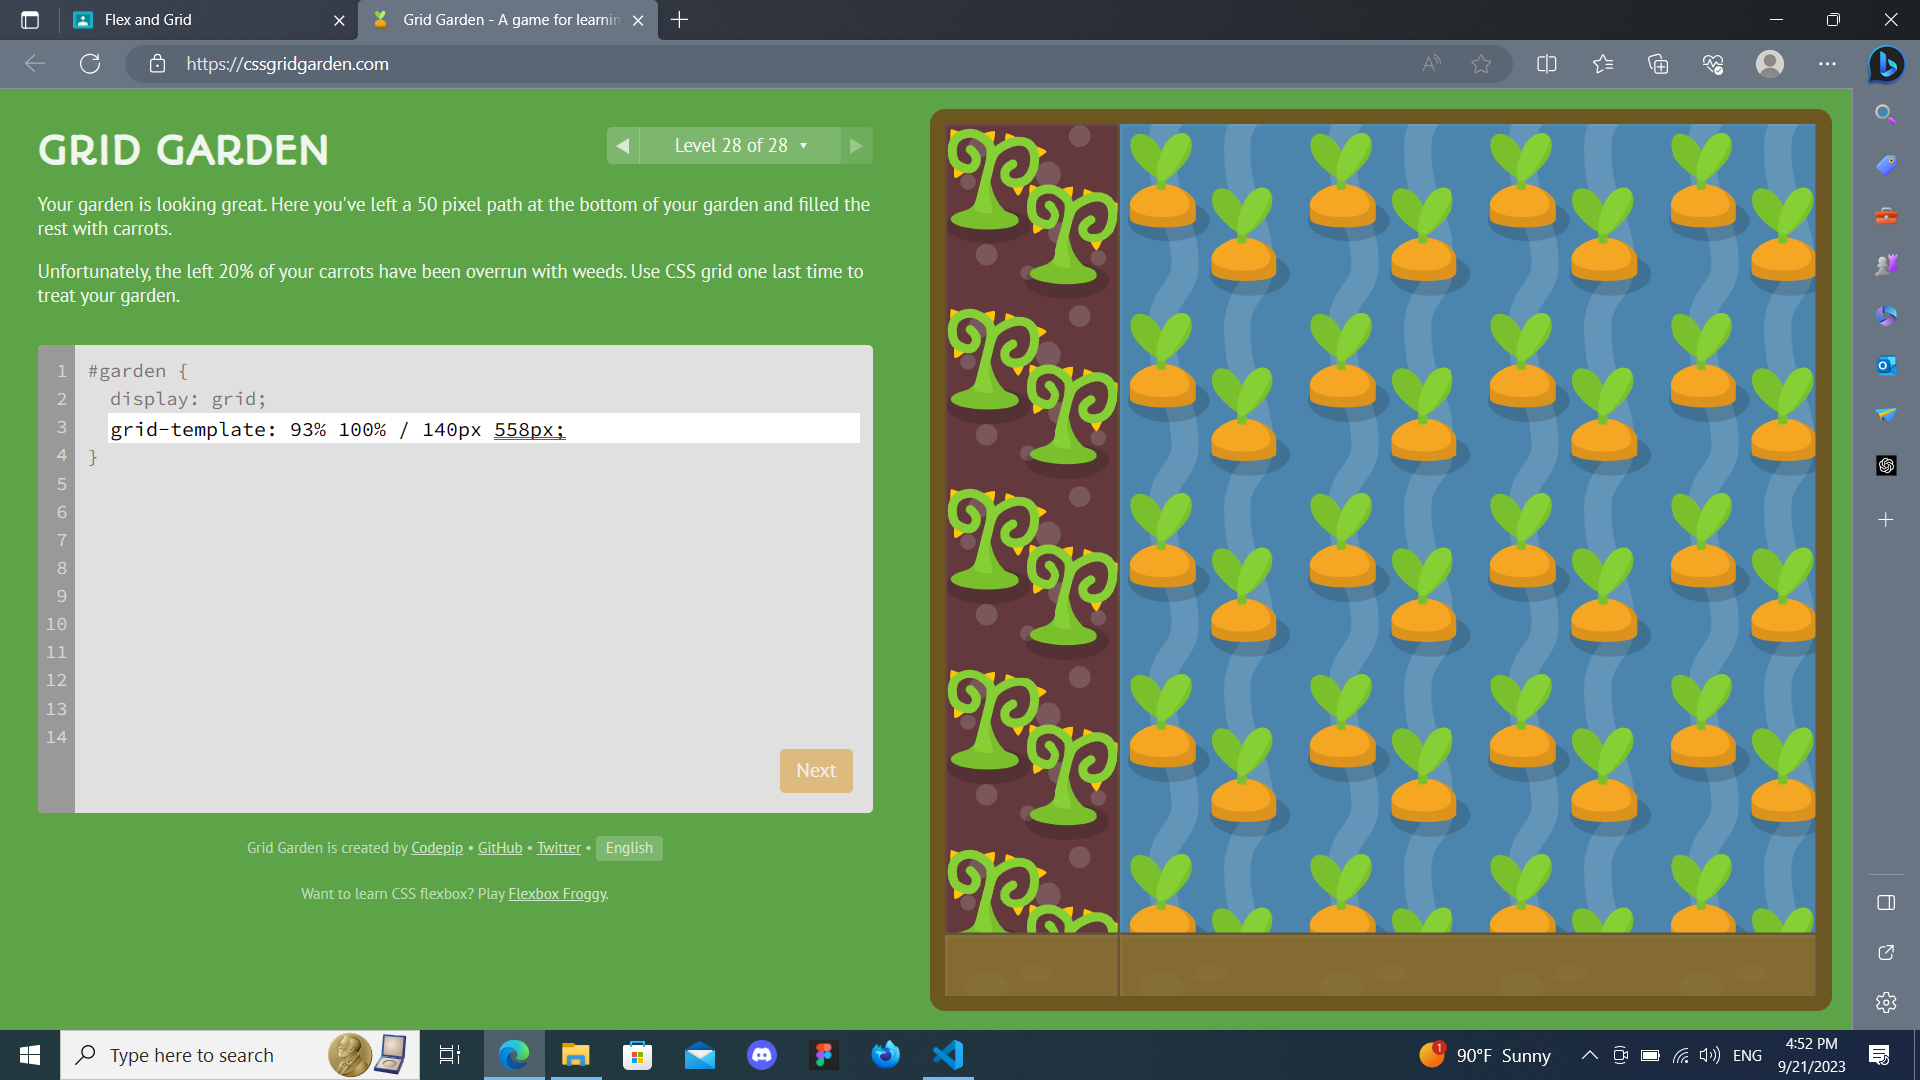 Flex and Grid
Grid Garden - A game for learnin
https://cssgridgarden.com
GRID GARDEN
Level 28 of 28
Your garden is looking great. Here you've left a 50 pixel path at the bottom of your garden and filled the
rest with carrots.
Unfortunately, the left 20% of your carrots have been overrun with weeds. Use CSS grid one last time to
treat your garden.
1 #garden {
2 display: grid;
3 grid-template: 93% 100% / 140px 558px;
4 }
5
6
7
8
9
10
11
12
13
14
Next
Grid Garden is created by Codepip • GitHub • Twitter • English
Want to learn CSS flexbox? Play Flexbox Froggy.
Type here to search
1
90°F Sunny
ENG
4:52 PM
9/21/2023